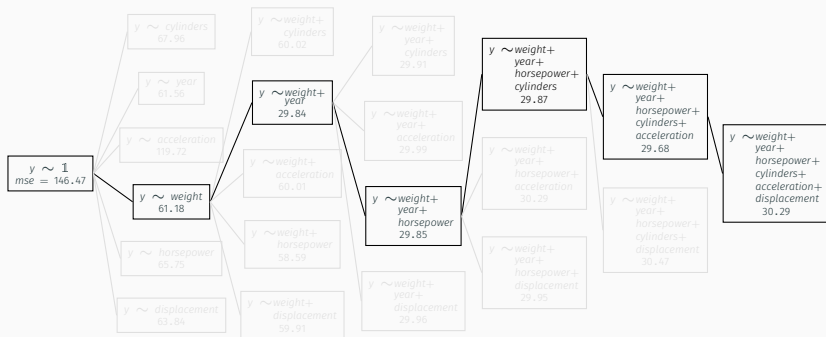 y ∼ 𝟙
mse = 146.47
y ∼ cylinders
67.98
y ∼ year
61.56
y ∼ acceleration
119.72
y ∼ weight
61.18
y ∼ horsepower
65.75
y ∼ displacement
63.84
y ∼weight+
cylinders
60.02
y ∼weight+
year
29.84
y ∼weight+
acceleration
60.01
y ∼weight+
horsepower
58.59
y ∼weight+
displacement
59.91
y ∼weight+
year+
cylinders
29.91
y ∼weight+
year+
acceleration
29.99
y ∼weight+
year+
horsepower
29.85
y ∼weight+
year+
displacement
29.96
y ∼weight+
year+
horsepower+
cylinders
29.87
y ∼weight+
year+
horsepower+
acceleration
30.29
y ∼weight+
year+
horsepower+
displacement
29.95
y ∼weight+
year+
horsepower+
cylinders+
acceleration
29.68
y ∼weight+
year+
horsepower+
cylinders+
displacement
30.47
y ∼weight+
year+
horsepower+
cylinders+
acceleration+
displacement
30.29